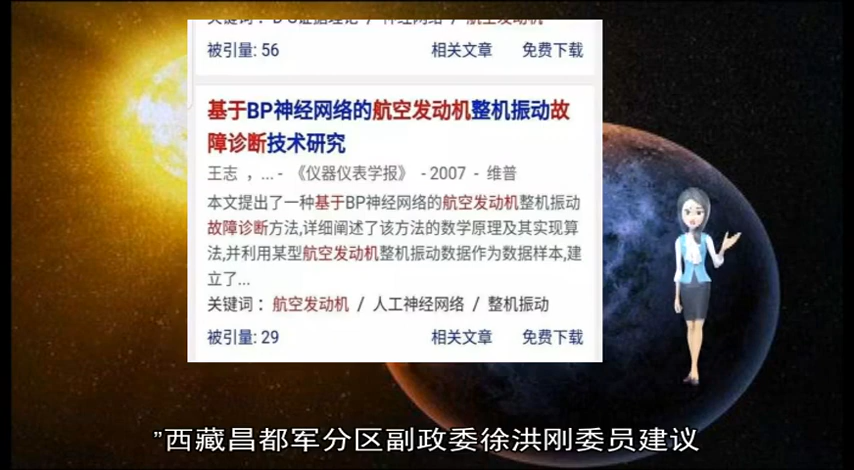 被引量: 56 相关文章 免费下载
基于BP神经网络的航空发动机整机振动故
障诊断技术研究
王志 ，... - 《仪器仪表学报》 - 2007 - 维普
本文提出了一种基于BP神经网络的航空发动机整机振动
故障诊断方法,详细阐述了该方法的数学原理及其实现算
法,并利用某型航空发动机整机振动数据作为数据样本,建
立了...
关键词： 航空发动机 / 人工神经网络 / 整机振动
被引量: 29 相关文章 免费下载
”西藏昌都军分区副政委徐洪刚委员建议